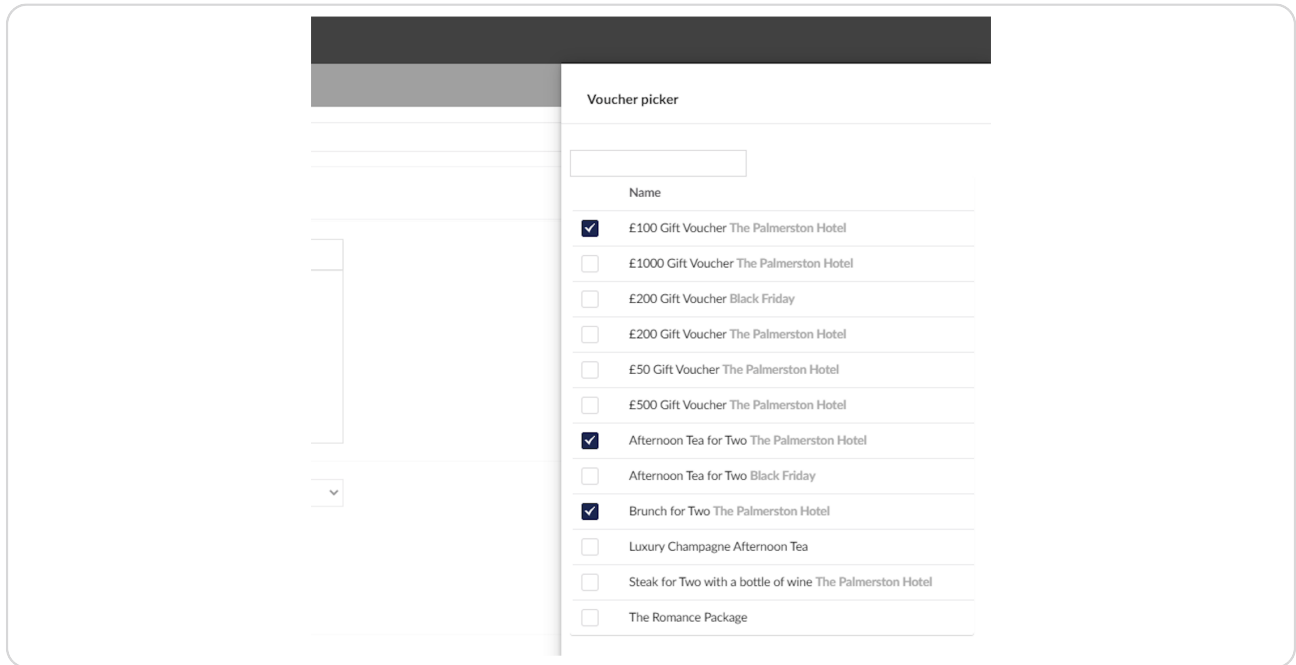 Voucher picker
Name
£100 Gift Voucher The Palmerston Hotel
£1000 Gift Voucher The Palmerston Hotel
£200 Gift Voucher Black Friday
£200 Gift Voucher The Palmerston Hotel
£50 Gift Voucher The Palmerston Hotel
£500 Gift Voucher The Palmerston Hotel
Afternoon Tea for Two The Palmerston Hotel
Afternoon Tea for Two Black Friday
Brunch for Two The Palmerston Hotel
Luxury Champagne Afternoon Tea
Steak for Two with a bottle of wine The Palmerston Hotel
The Romance Package